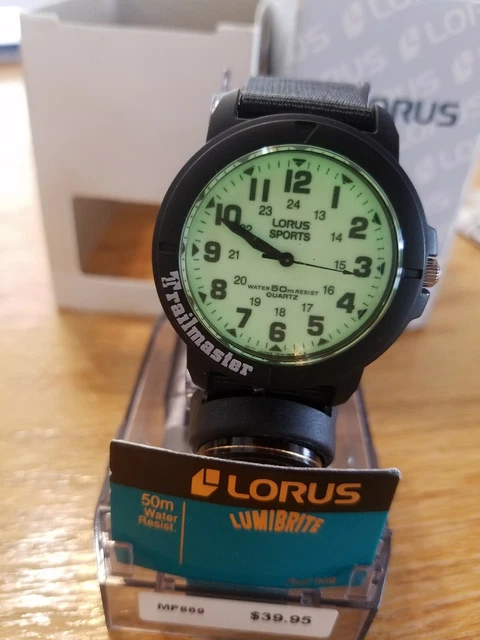 LORUS
LORUS
LORUS
12
11 1
24
23 13
10 2
22 14
LORUS
SPORTS
9 21 15 3
20 16
8 4
WATER 50m RESIST
QUARTZ
19 18 17
7 6 5
Trailmaster
LORUS
50m
Water
Resist.
LUMIBRITE
$39.95